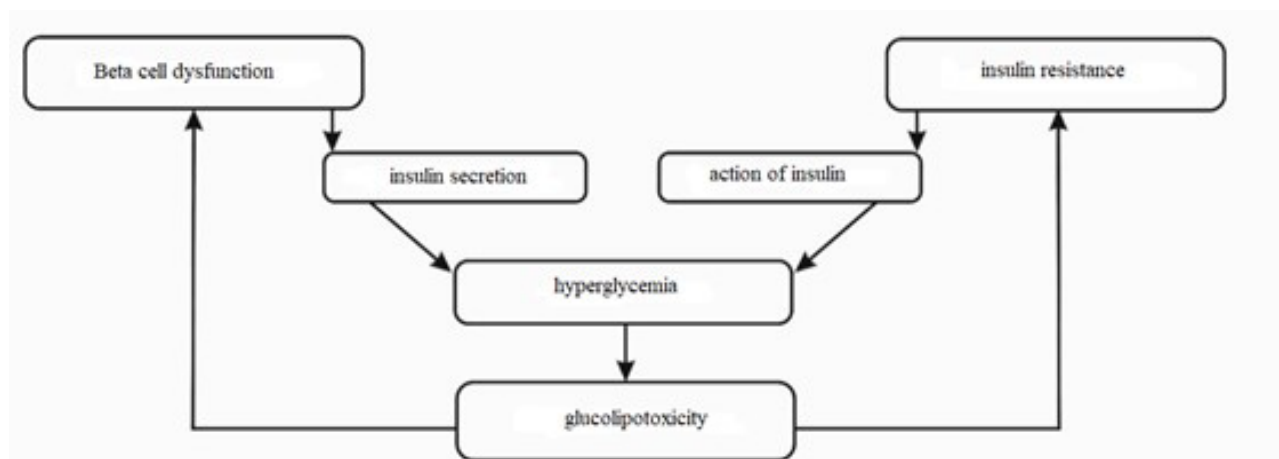 Beta cell dysfunction
insulin resistance
insulin secretion
action of insulin
hyperglycemia
glucolipotoxicity